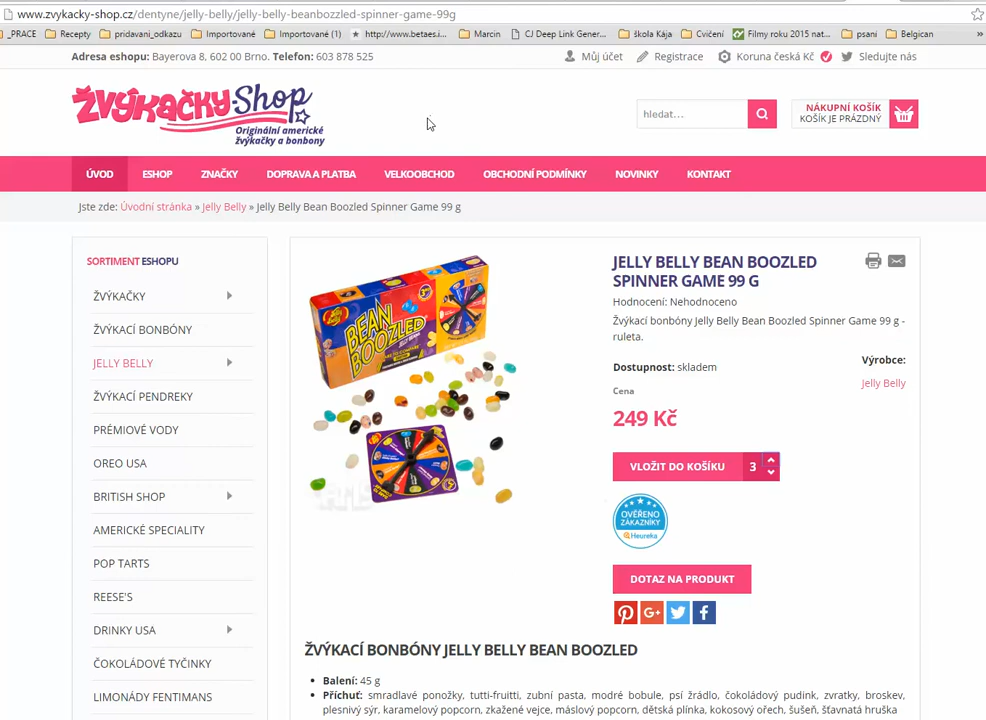 www.zvykacky-shop.cz/dentyne/jelly-belly/jelly-belly-beanbozzled-spinner-game-99g
_PRACE Recepty pridavani_odkazu Importované Importované (1) http://www.betaes.i... Marcin CJ Deep Link Gener... škola Kája Cvičení Filmy roku 2015 nat... psani Belgican »
Adresa eshopu: Bayerova 8, 602 00 Brno. Telefon: 603 878 525
Můj účet Registrace Koruna česká Kč Sledujte nás
Žvýkačky-Shop
Originální americké
žvýkačky a bonbony
hledat...
NÁKUPNÍ KOŠÍK
KOŠÍK JE PRÁZDNÝ
ÚVOD ESHOP ZNAČKY DOPRAVA A PLATBA VELKOOBCHOD OBCHODNÍ PODMÍNKY NOVINKY KONTAKT
Jste zde: Úvodní stránka » Jelly Belly » Jelly Belly Bean Boozled Spinner Game 99 g
SORTIMENT ESHOPU
ŽVÝKAČKY
ŽVÝKACÍ BONBÓNY
JELLY BELLY
ŽVÝKACÍ PENDREKY
PRÉMIOVÉ VODY
OREO USA
BRITISH SHOP
AMERICKÉ SPECIALITY
POP TARTS
REESE'S
DRINKY USA
ČOKOLÁDOVÉ TYČINKY
LIMONÁDY FENTIMANS
BEAN
BOOZLED
JELLY BELLY BEAN BOOZLED
SPINNER GAME 99 G
Hodnocení: Nehodnoceno
Žvýkací bonbóny Jelly Belly Bean Boozled Spinner Game 99 g -
ruleta.
Dostupnost: skladem
Výrobce:
Jelly Belly
Cena
249 Kč
VLOŽIT DO KOŠÍKU 3
OVĚŘENO
ZÁKAZNÍKY
Heureka
DOTAZ NA PRODUKT
ŽVÝKACÍ BONBÓNY JELLY BELLY BEAN BOOZLED
• Balení: 45 g
• Příchuť: smradlavé ponožky, tutti-fruitti, zubní pasta, modré bobule, psí žrádlo, čokoládový pudink, zvratky, broskev,
plesnivý sýr, karamelový popcorn, zkažené vejce, máslový popcorn, dětská plínka, kokosový ořech, šušeň, šťavnatá hruška